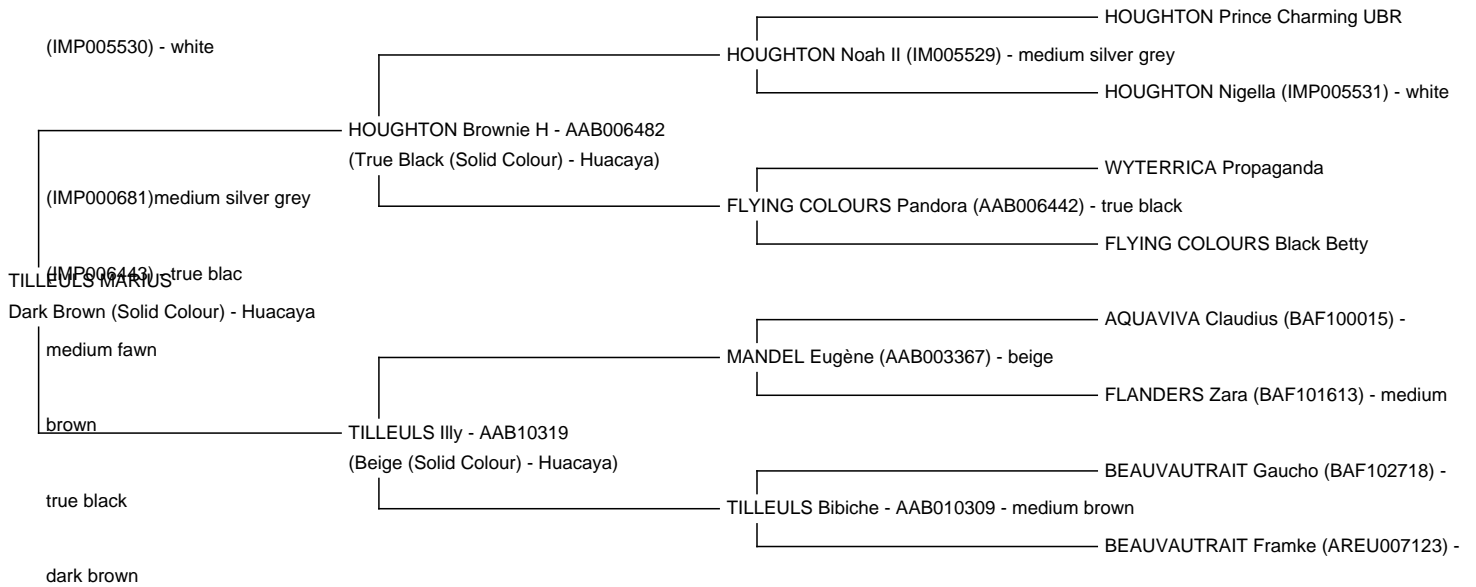 HOUGHTON Prince Charming UBR
(IMP005530) - white
HOUGHTON Noah II (IM005529) - medium silver grey
HOUGHTON Nigella (IMP005531) - white
HOUGHTON Brownie H - AAB006482
(True Black (Solid Colour) - Huacaya)
WYTERRICA Propaganda
(IMP000681)medium silver grey
FLYING COLOURS Pandora (AAB006442) - true black
FLYING COLOURS Black Betty
(IMP006443) - true blac
TILLEULS MARIUS
Dark Brown (Solid Colour) - Huacaya
AQUAVIVA Claudius (BAF100015) -
medium fawn
MANDEL Eugène (AAB003367) - beige
FLANDERS Zara (BAF101613) - medium
brown
TILLEULS Illy - AAB10319
(Beige (Solid Colour) - Huacaya)
BEAUVAUTRAIT Gaucho (BAF102718) -
true black
TILLEULS Bibiche - AAB010309 - medium brown
BEAUVAUTRAIT Framke (AREU007123) -
dark brown